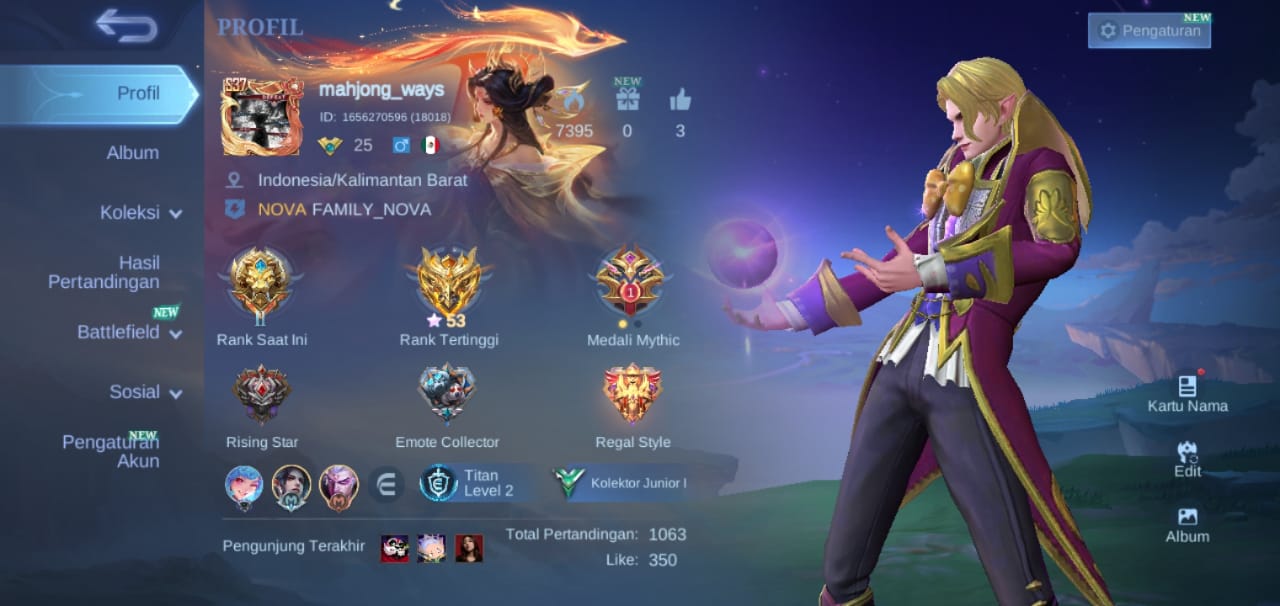 PROFIL
NEW
Pengaturan
Profil
Album
Koleksi
Hasil
Pertandingan
NEW
Battlefield
Sosial
NEW
Pengaturan
Akun
S37
mahjong_ways
ID: 1656270596 (18018)
25
NEW
7395
0
3
Indonesia/Kalimantan Barat
NOVA FAMILY_NOVA
II
53
1
Rank Saat Ini
Rank Tertinggi
Medali Mythic
Rising Star
Emote Collector
Regal Style
Titan
Level 2
Kolektor Junior I
Pengunjung Terakhir
Total Pertandingan: 1063
Like: 350
Kartu Nama
Edit
Album